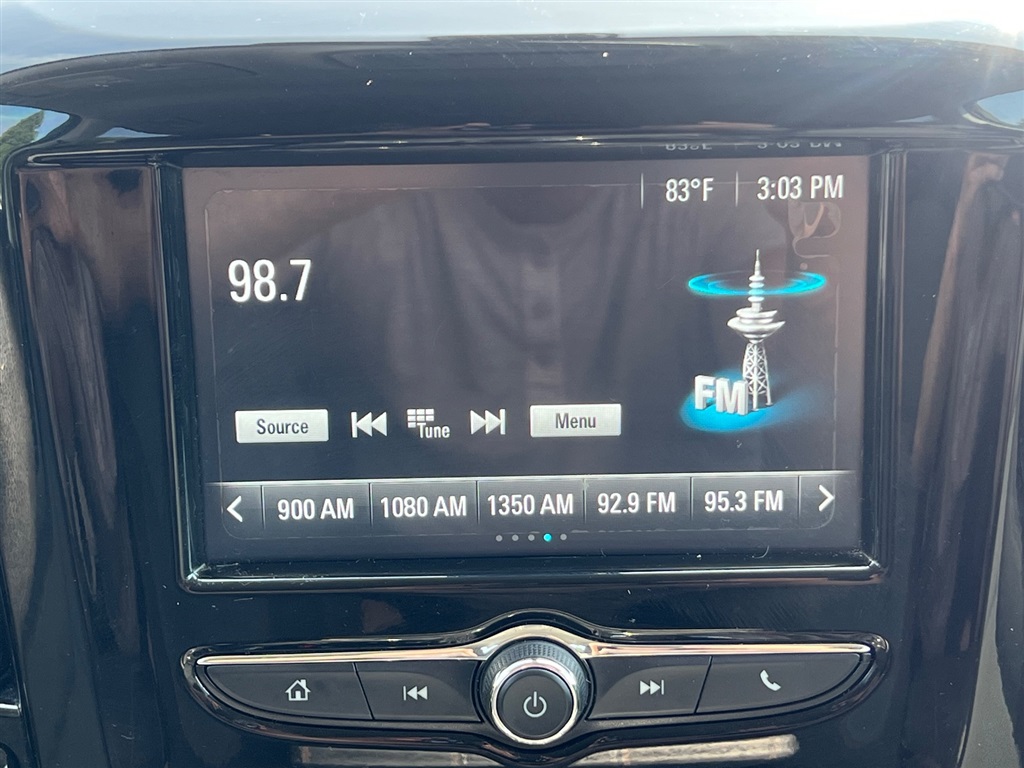 83°F 3:03 PM
98.7
FM
Source Tune Menu
900 AM 1080 AM 1350 AM 92.9 FM 95.3 FM